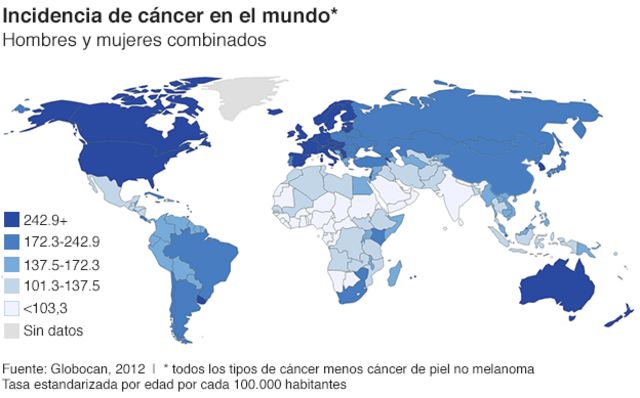 Incidencia de cáncer en el mundo*
Hombres y mujeres combinados
242.9+
172.3-242.9
137.5-172.3
101.3-137.5
<103,3
Sin datos
Fuente: Globocan, 2012 | * todos los tipos de cáncer menos cáncer de piel no melanoma
Tasa estandarizada por edad por cada 100.000 habitantes